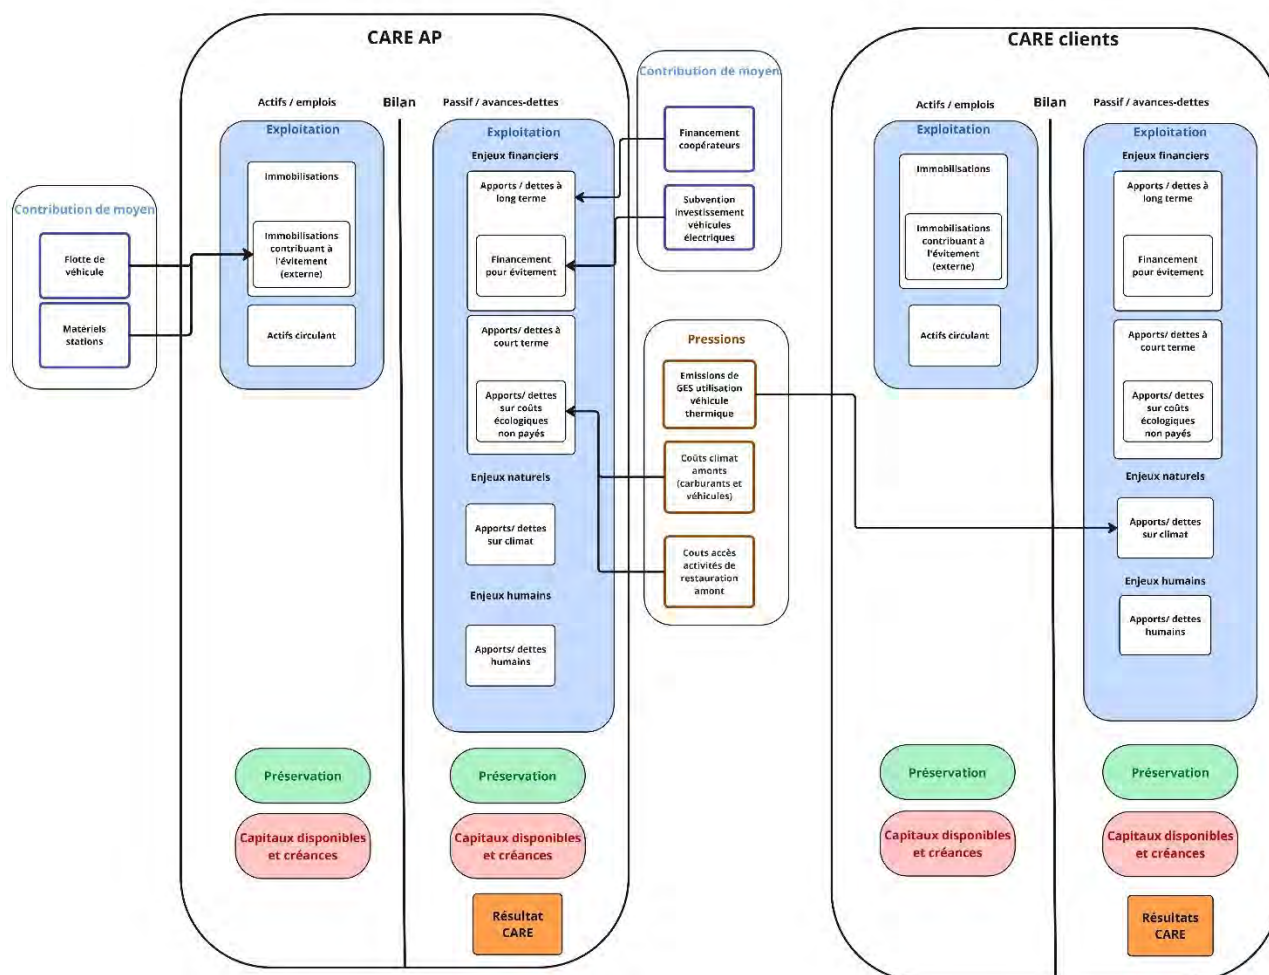 CARE AP
Actifs / emplois
Bilan
Passif / avances-dettes
Contribution de moyen
Flotte de
véhicule
Matériels
stations
Exploitation
Immobilisations
Immobilisations
contribuant à
l'évitement
(externe)
Actifs circulant
Exploitation
Enjeux financiers
Apports / dettes à
long terme
Financement
pour évitement
Apports/ dettes à
court terme
Apports/ dettes
sur coûts
écologiques
non payés
Enjeux naturels
Apports/ dettes
sur climat
Enjeux humains
Apports/ dettes
humains
Préservation
Préservation
Capitaux disponibles
et créances
Capitaux disponibles
et créances
Résultat
CARE
Contribution de moyen
Financement
coopérateurs
Subvention
investissement
véhicules
électriques
Pressions
Emissions de
GES utilisation
véhicule
thermique
Coûts climat
amonts
(carburants et
véhicules)
Couts accès
activités de
restauration
amont
CARE clients
Actifs / emplois
Bilan
Passif / avances-dettes
Exploitation
Immobilisations
Immobilisations
contribuant à
l'évitement
(externe)
Actifs circulant
Exploitation
Enjeux financiers
Apports / dettes à
long terme
Financement
pour évitement
Apports/ dettes à
court terme
Apports/ dettes
sur coûts
écologiques
non payés
Enjeux naturels
Apports/ dettes
sur climat
Enjeux humains
Apports/ dettes
humains
Préservation
Préservation
Capitaux disponibles
et créances
Capitaux disponibles
et créances
Résultats
CARE